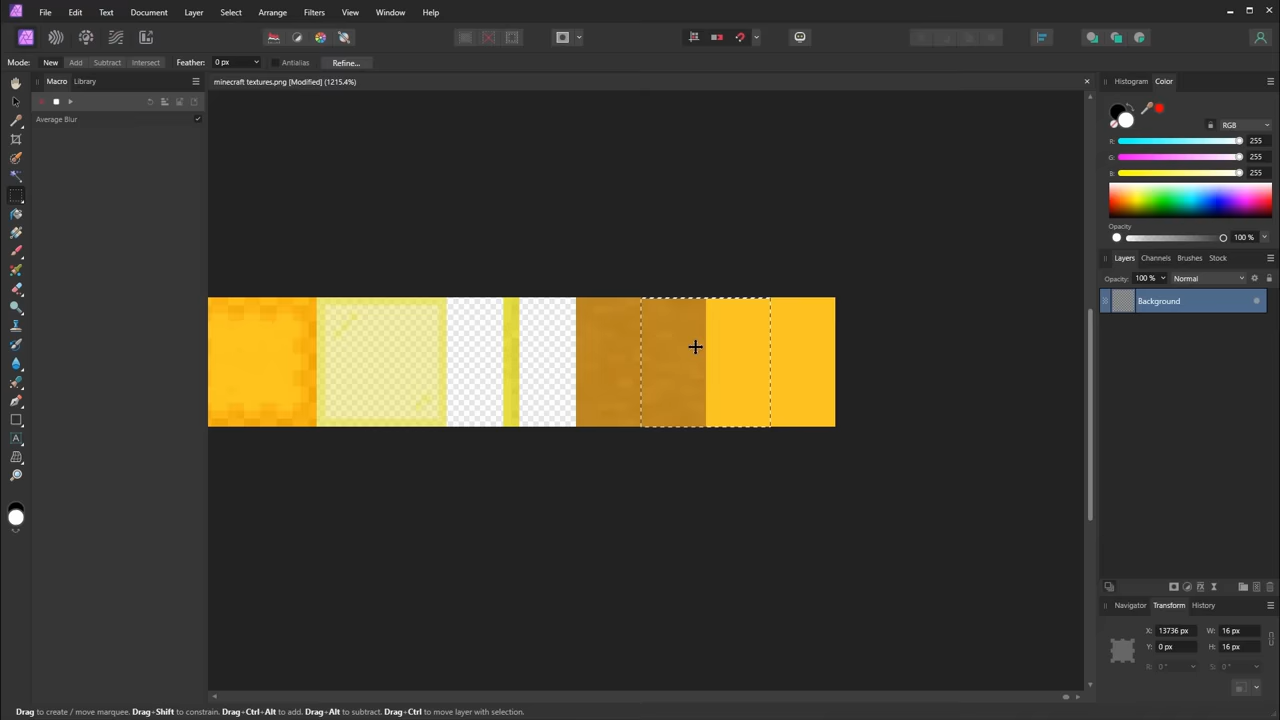 File Edit Text Document Layer Select Arrange Filters View Window Help
Mode: New Add Subtract Intersect Feather: 0 px Antialias Refine...
Macro Library
minecraft textures.png [Modified] (1215.4%)
Average Blur
Histogram Color
RGB
R: 255
G: 255
B: 255
Opacity
100 %
Layers Channels Brushes Stock
Opacity: 100 % Normal
Background
Navigator Transform History
X: 13736 px W: 16 px
Y: 0 px H: 16 px
R: 0 ° S: 0 °
Drag to create / move marquee. Drag+Shift to constrain. Drag+Ctrl+Alt to add. Drag+Alt to subtract. Drag+Ctrl to move layer with selection.